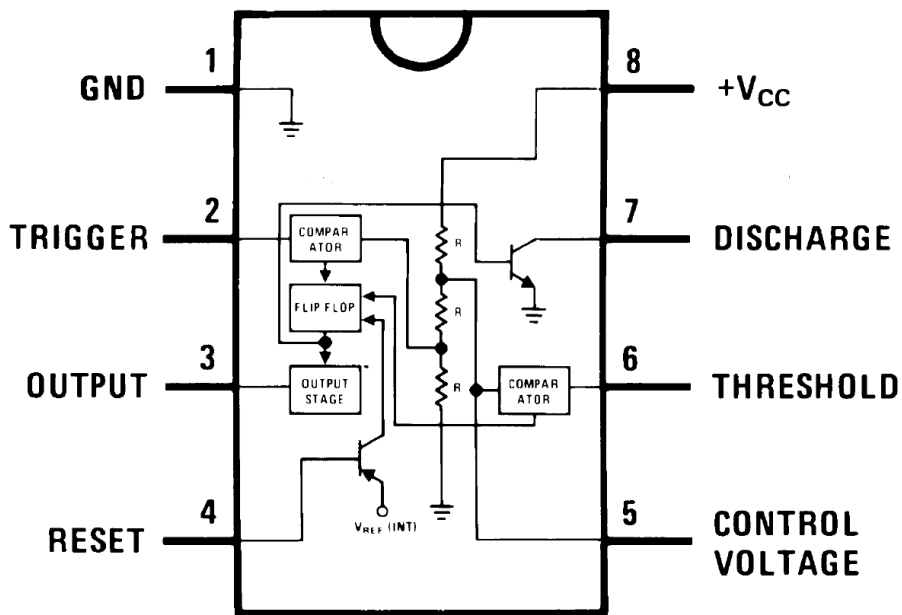 1
GND
2
TRIGGER
3
OUTPUT
4
RESET
8
+VCC
7
DISCHARGE
6
THRESHOLD
5
CONTROL
VOLTAGE
COMPAR
ATOR
FLIP FLOP
OUTPUT
STAGE
R
R
R
COMPAR
ATOR
VREF (INT)